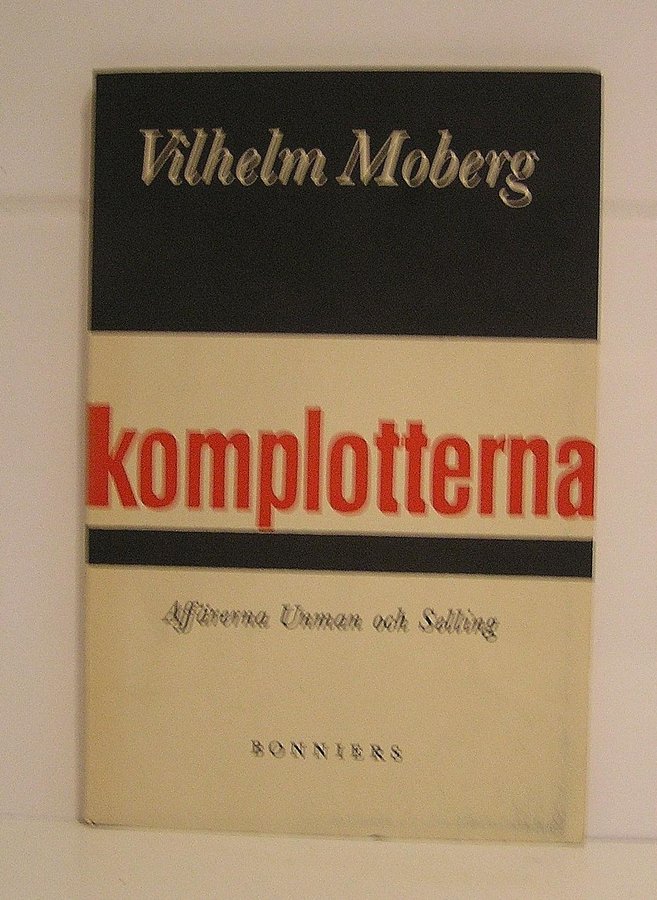 Vilhelm Moberg
komplotterna
Affärerna Unman och Selling
BONNIERS